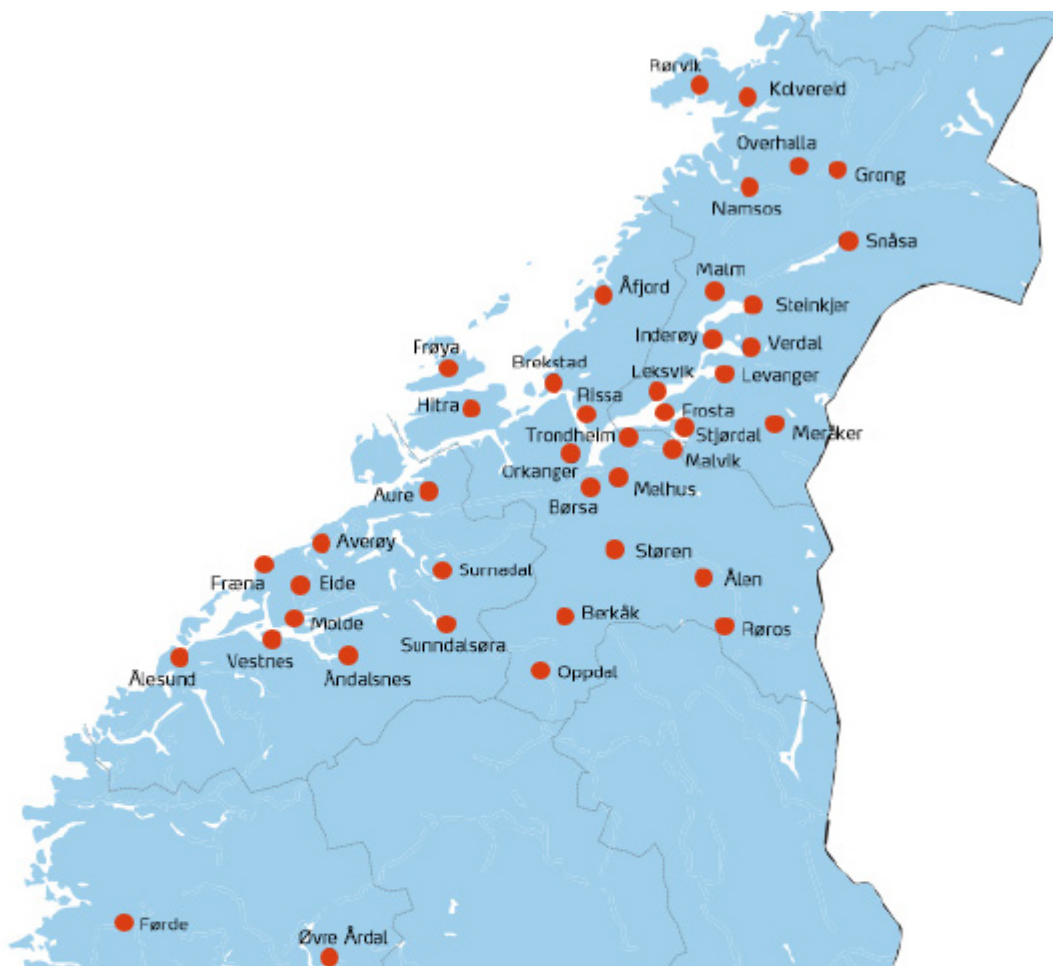 Rørvik
Kolvereid
Overhalla
Grong
Namsos
Snåsa
Malm
Åfjord
Steinkjer
Inderøy
Verdal
Frøya
Brekstad
Leksvik
Levanger
Hitra
Rissa
Frosta
Trondheim
Stjørdal
Meråker
Malvik
Orkanger
Aure
Børsa
Melhus
Averøy
Støren
Surnadal
Fræna
Eide
Ålen
Molde
Berkåk
Røros
Sunndalsøra
Vestnes
Ålesund
Åndalsnes
Oppdal
Førde
Øvre Årdal